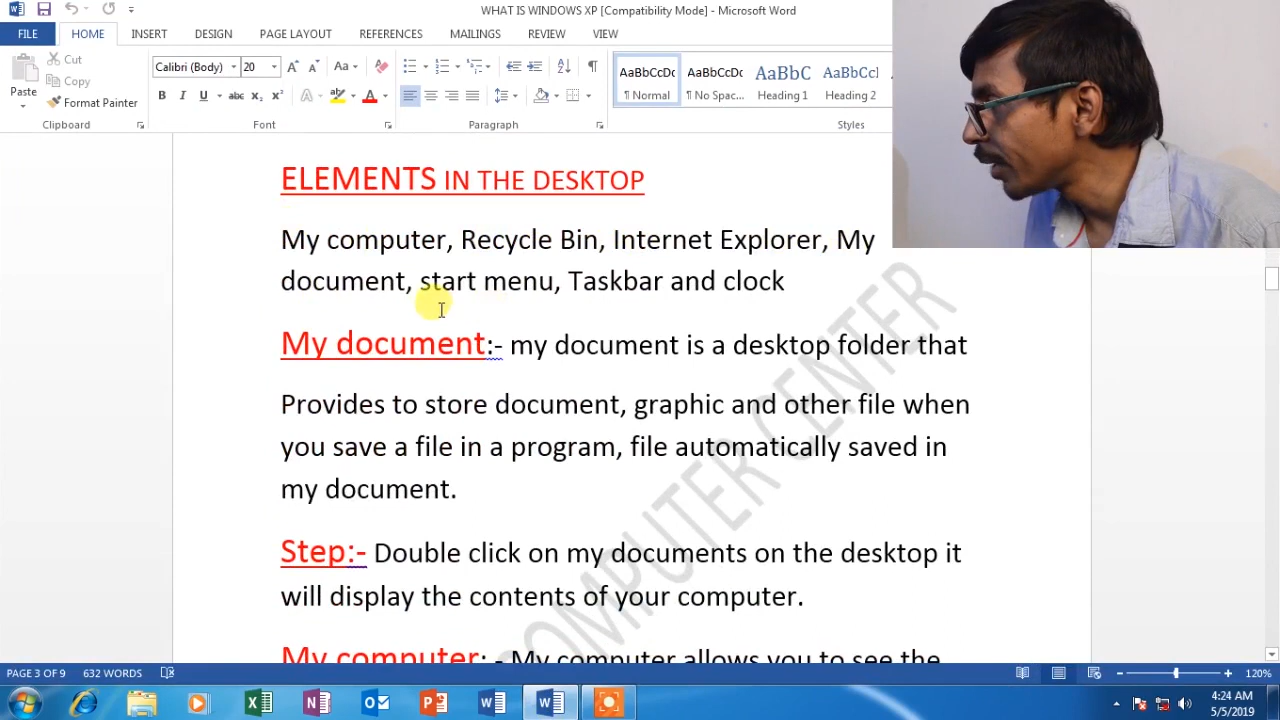 WHAT IS WINDOWS XP [Compatibility Mode] - Microsoft Word
FILE HOME INSERT DESIGN PAGE LAYOUT REFERENCES MAILINGS REVIEW VIEW
Paste
Cut
Copy
Format Painter
Clipboard
Calibri (Body) 20
Font
Paragraph
AaBbCcDc AaBbCcDc AaBbC AaBbCcI
¶ Normal ¶ No Spac... Heading 1 Heading 2
Styles
ELEMENTS IN THE DESKTOP
My computer, Recycle Bin, Internet Explorer, My
document, start menu, Taskbar and clock
My document:- my document is a desktop folder that
Provides to store document, graphic and other file when
you save a file in a program, file automatically saved in
my document.
Step:- Double click on my documents on the desktop it
will display the contents of your computer.
My computer: - My computer allows you to see the
COMPUTER CENTER
PAGE 3 OF 9 632 WORDS
120%
4:24 AM
5/5/2019